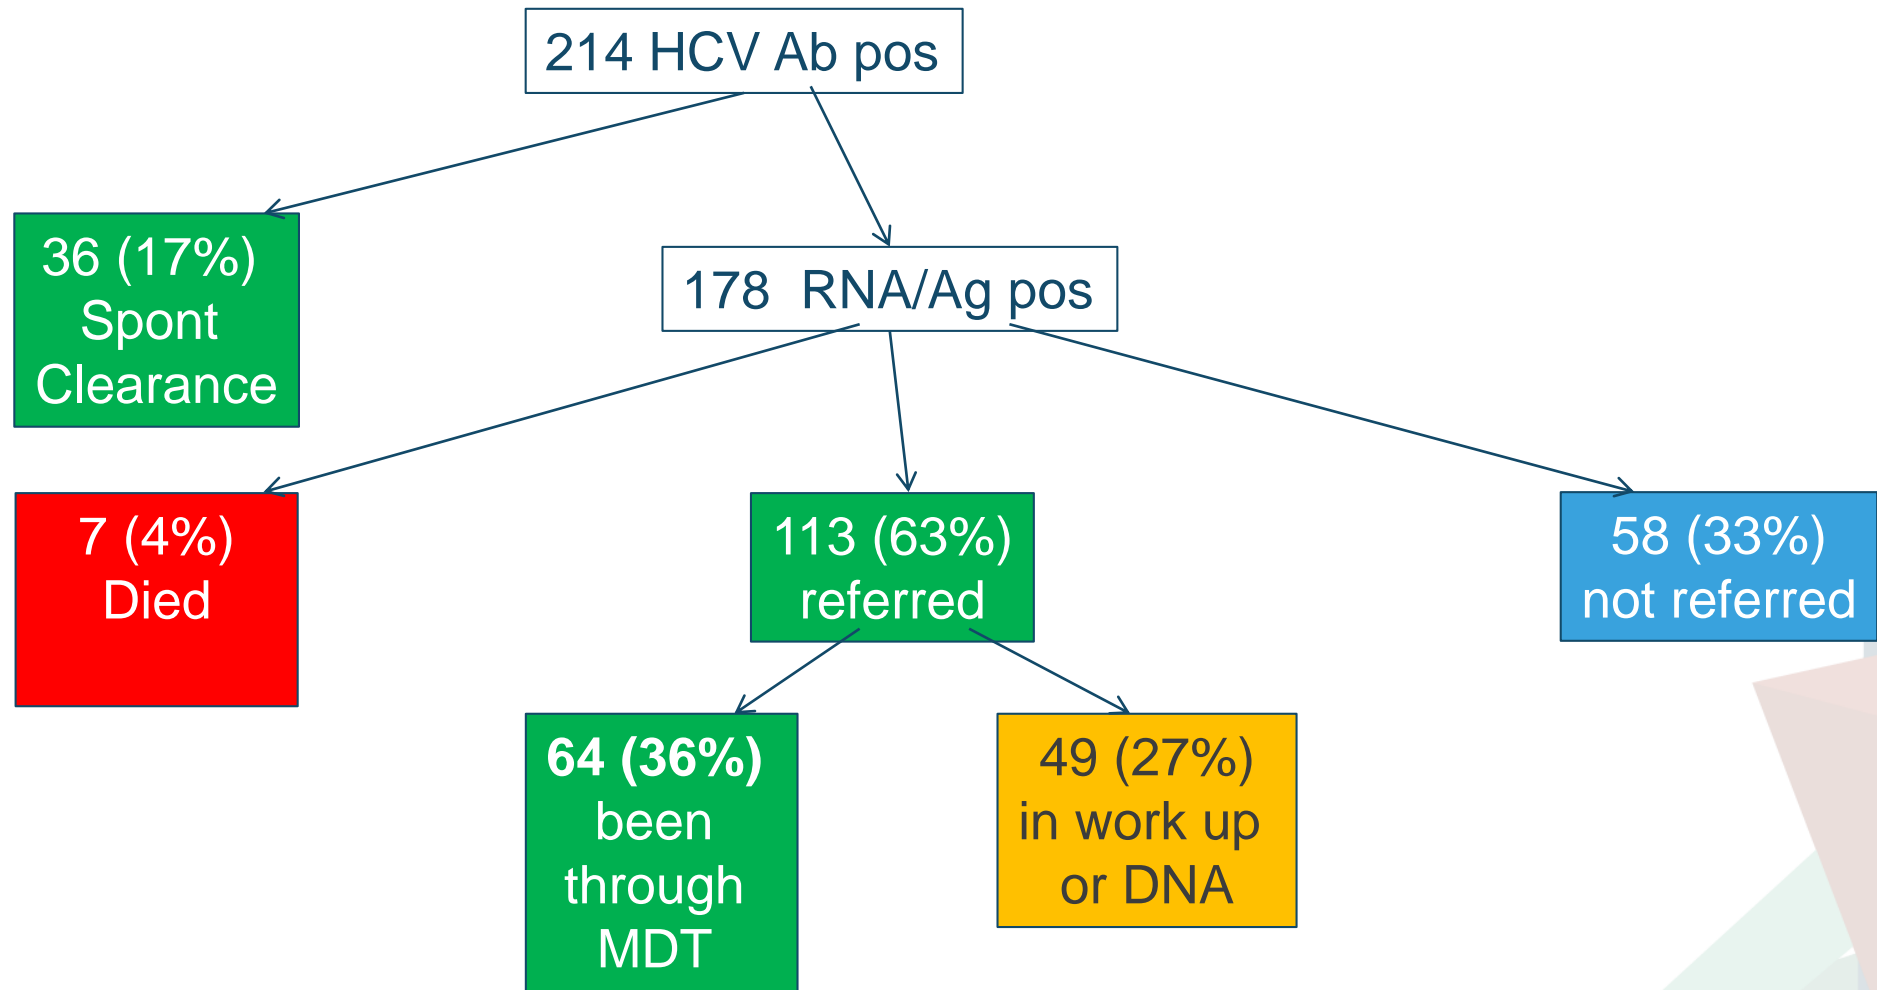 214 HCV Ab pos
36 (17%)
Spont
Clearance
178 RNA/Ag pos
7 (4%)
Died
113 (63%)
referred
58 (33%)
not referred
64 (36%)
been
through
MDT
49 (27%)
in work up
or DNA